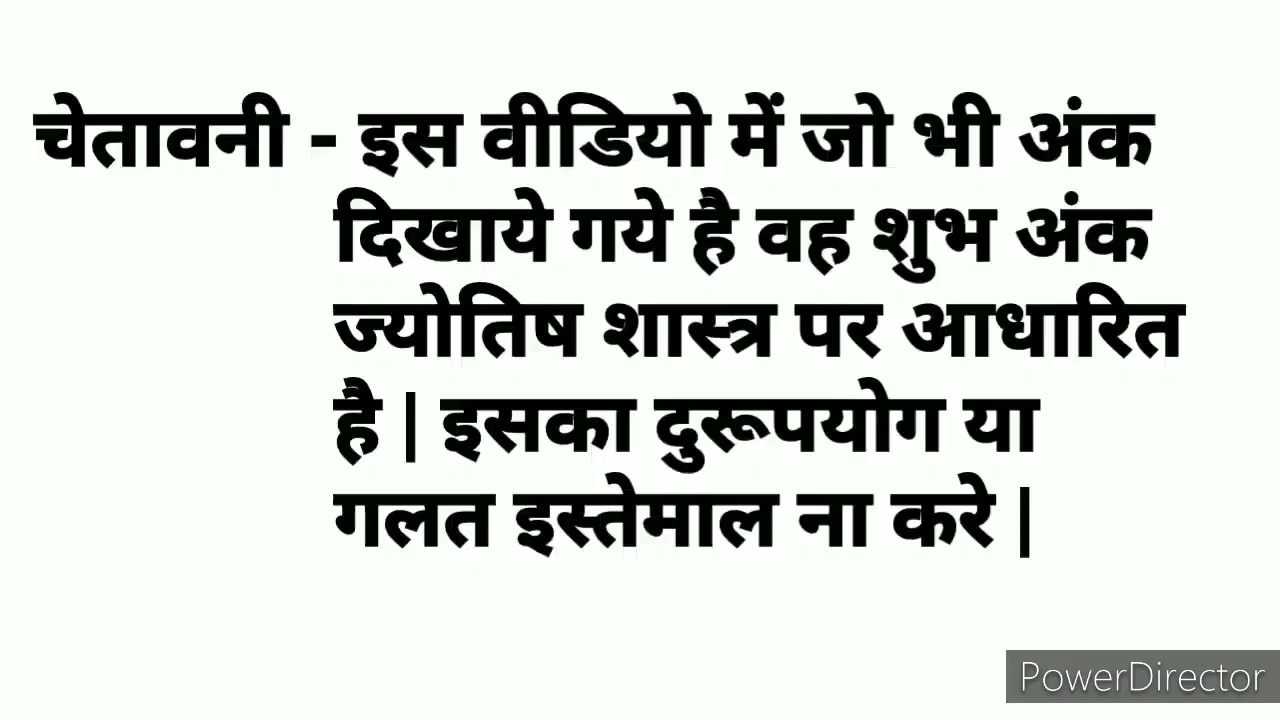 चेतावनी - इस वीडियो में जो भी अंक
दिखाये गये है वह शुभ अंक
ज्योतिष शास्त्र पर आधारित
है | इसका दुरूपयोग या
गलत इस्तेमाल ना करे |
PowerDirector